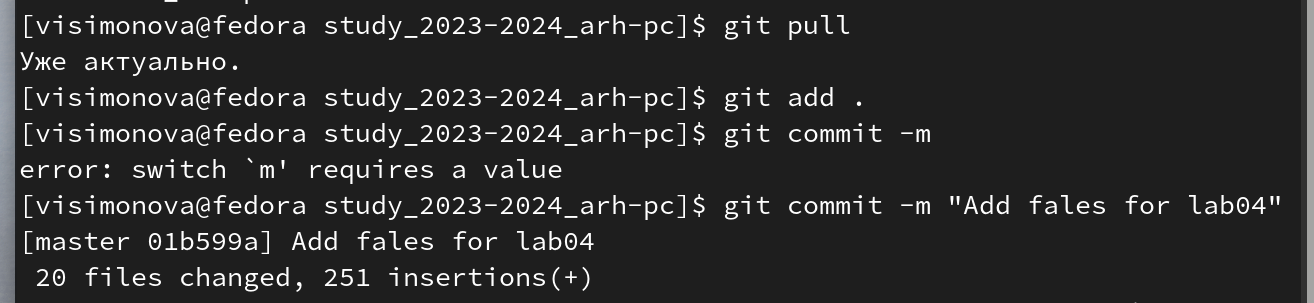 [visimonova@fedora study_2023-2024_arh-pc]$ git pull
Уже актуально.
[visimonova@fedora study_2023-2024_arh-pc]$ git add .
[visimonova@fedora study_2023-2024_arh-pc]$ git commit -m
error: switch `m' requires a value
[visimonova@fedora study_2023-2024_arh-pc]$ git commit -m "Add fales for lab04"
[master 01b599a] Add fales for lab04
 20 files changed, 251 insertions(+)